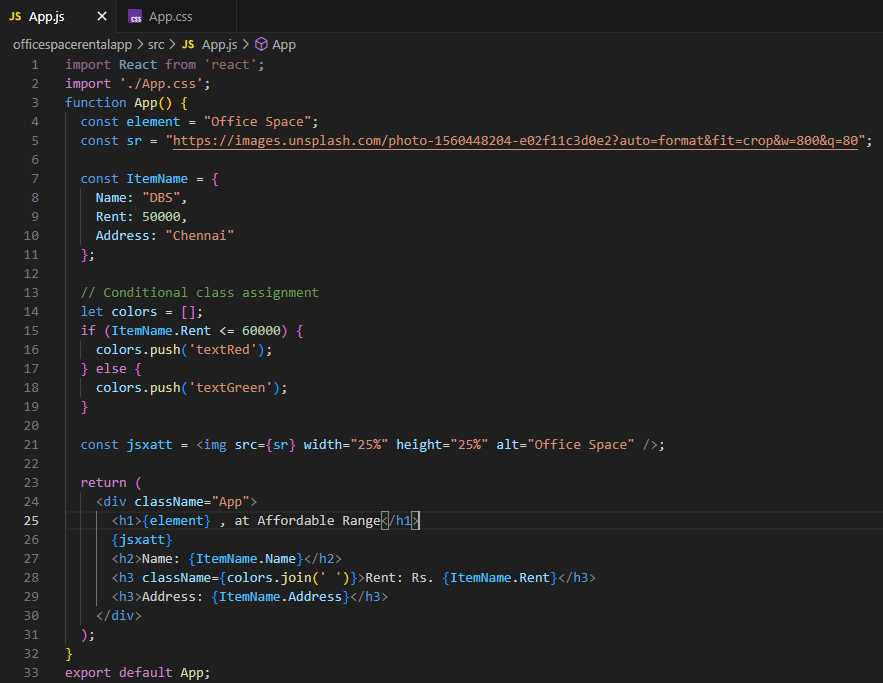 JS App.js × css App.css
officespacerentalapp > src > JS App.js > App
1 import React from 'react';
2 import './App.css';
3 function App() {
4   const element = "Office Space";
5   const sr = "https://images.unsplash.com/photo-1560448204-e02f11c3d0e2?auto=format&fit=crop&w=800&q=80";
6
7   const ItemName = {
8     Name: "DBS",
9     Rent: 50000,
10     Address: "Chennai"
11   };
12
13   // Conditional class assignment
14   let colors = [];
15   if (ItemName.Rent <= 60000) {
16     colors.push('textRed');
17   } else {
18     colors.push('textGreen');
19   }
20
21   const jsxatt = <img src={sr} width="25%" height="25%" alt="Office Space" />;
22
23   return (
24     <div className="App">
25       <h1>{element} , at Affordable Range</h1>
26       {jsxatt}
27       <h2>Name: {ItemName.Name}</h2>
28       <h3 className={colors.join(' ')}>Rent: Rs. {ItemName.Rent}</h3>
29       <h3>Address: {ItemName.Address}</h3>
30     </div>
31   );
32 }
33 export default App;